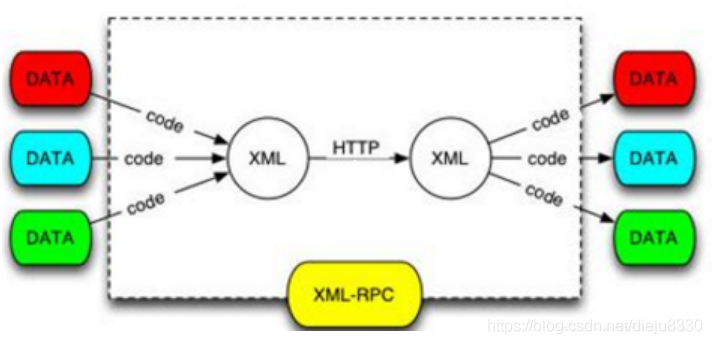 DATA
DATA
code
code
XML
HTTP
XML
code
DATA
code
code
DATA
DATA
code
code
DATA
XML-RPC
https://blog.csdn.net/dieju8330